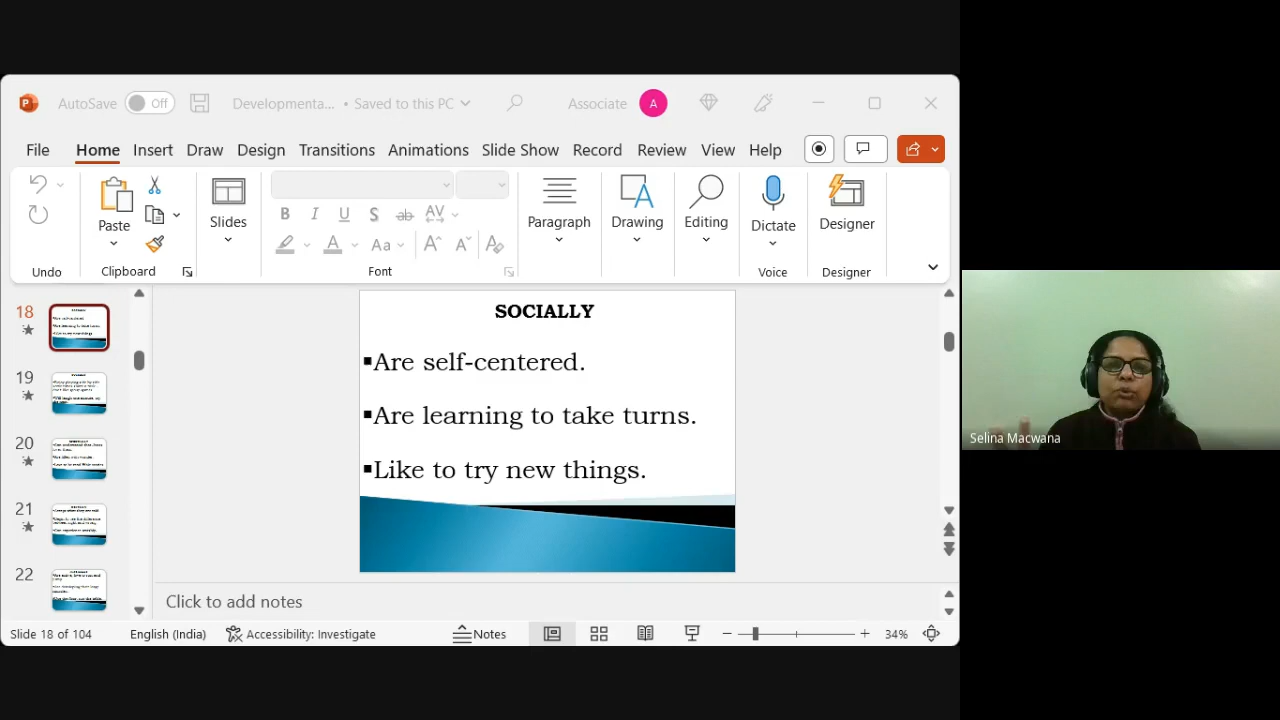 AutoSave Off Developmenta... • Saved to this PC Associate A
File Home Insert Draw Design Transitions Animations Slide Show Record Review View Help
Paste Slides Paragraph Drawing Editing Dictate Designer
B I U S ab AV
A Aa A A A
Undo Clipboard Font Voice Designer
18
19
20
21
22
SOCIALLY
▪Are self-centered.
▪Are learning to take turns.
▪Like to try new things.
Selina Macwana
Click to add notes
Slide 18 of 104 English (India) Accessibility: Investigate Notes 34%